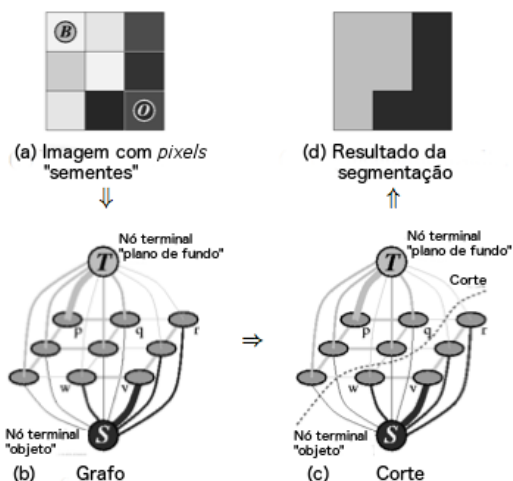 B
O
(a) Imagem com pixels
"sementes"
(d) Resultado da
segmentação
⇓
⇑
Nó terminal
"plano de fundo"
T
p
q
r
w
v
S
Nó terminal
"objeto"
(b) Grafo
⇒
Nó terminal
"plano de fundo"
T
Corte
p
q
r
w
v
S
Nó terminal
"objeto"
(c) Corte